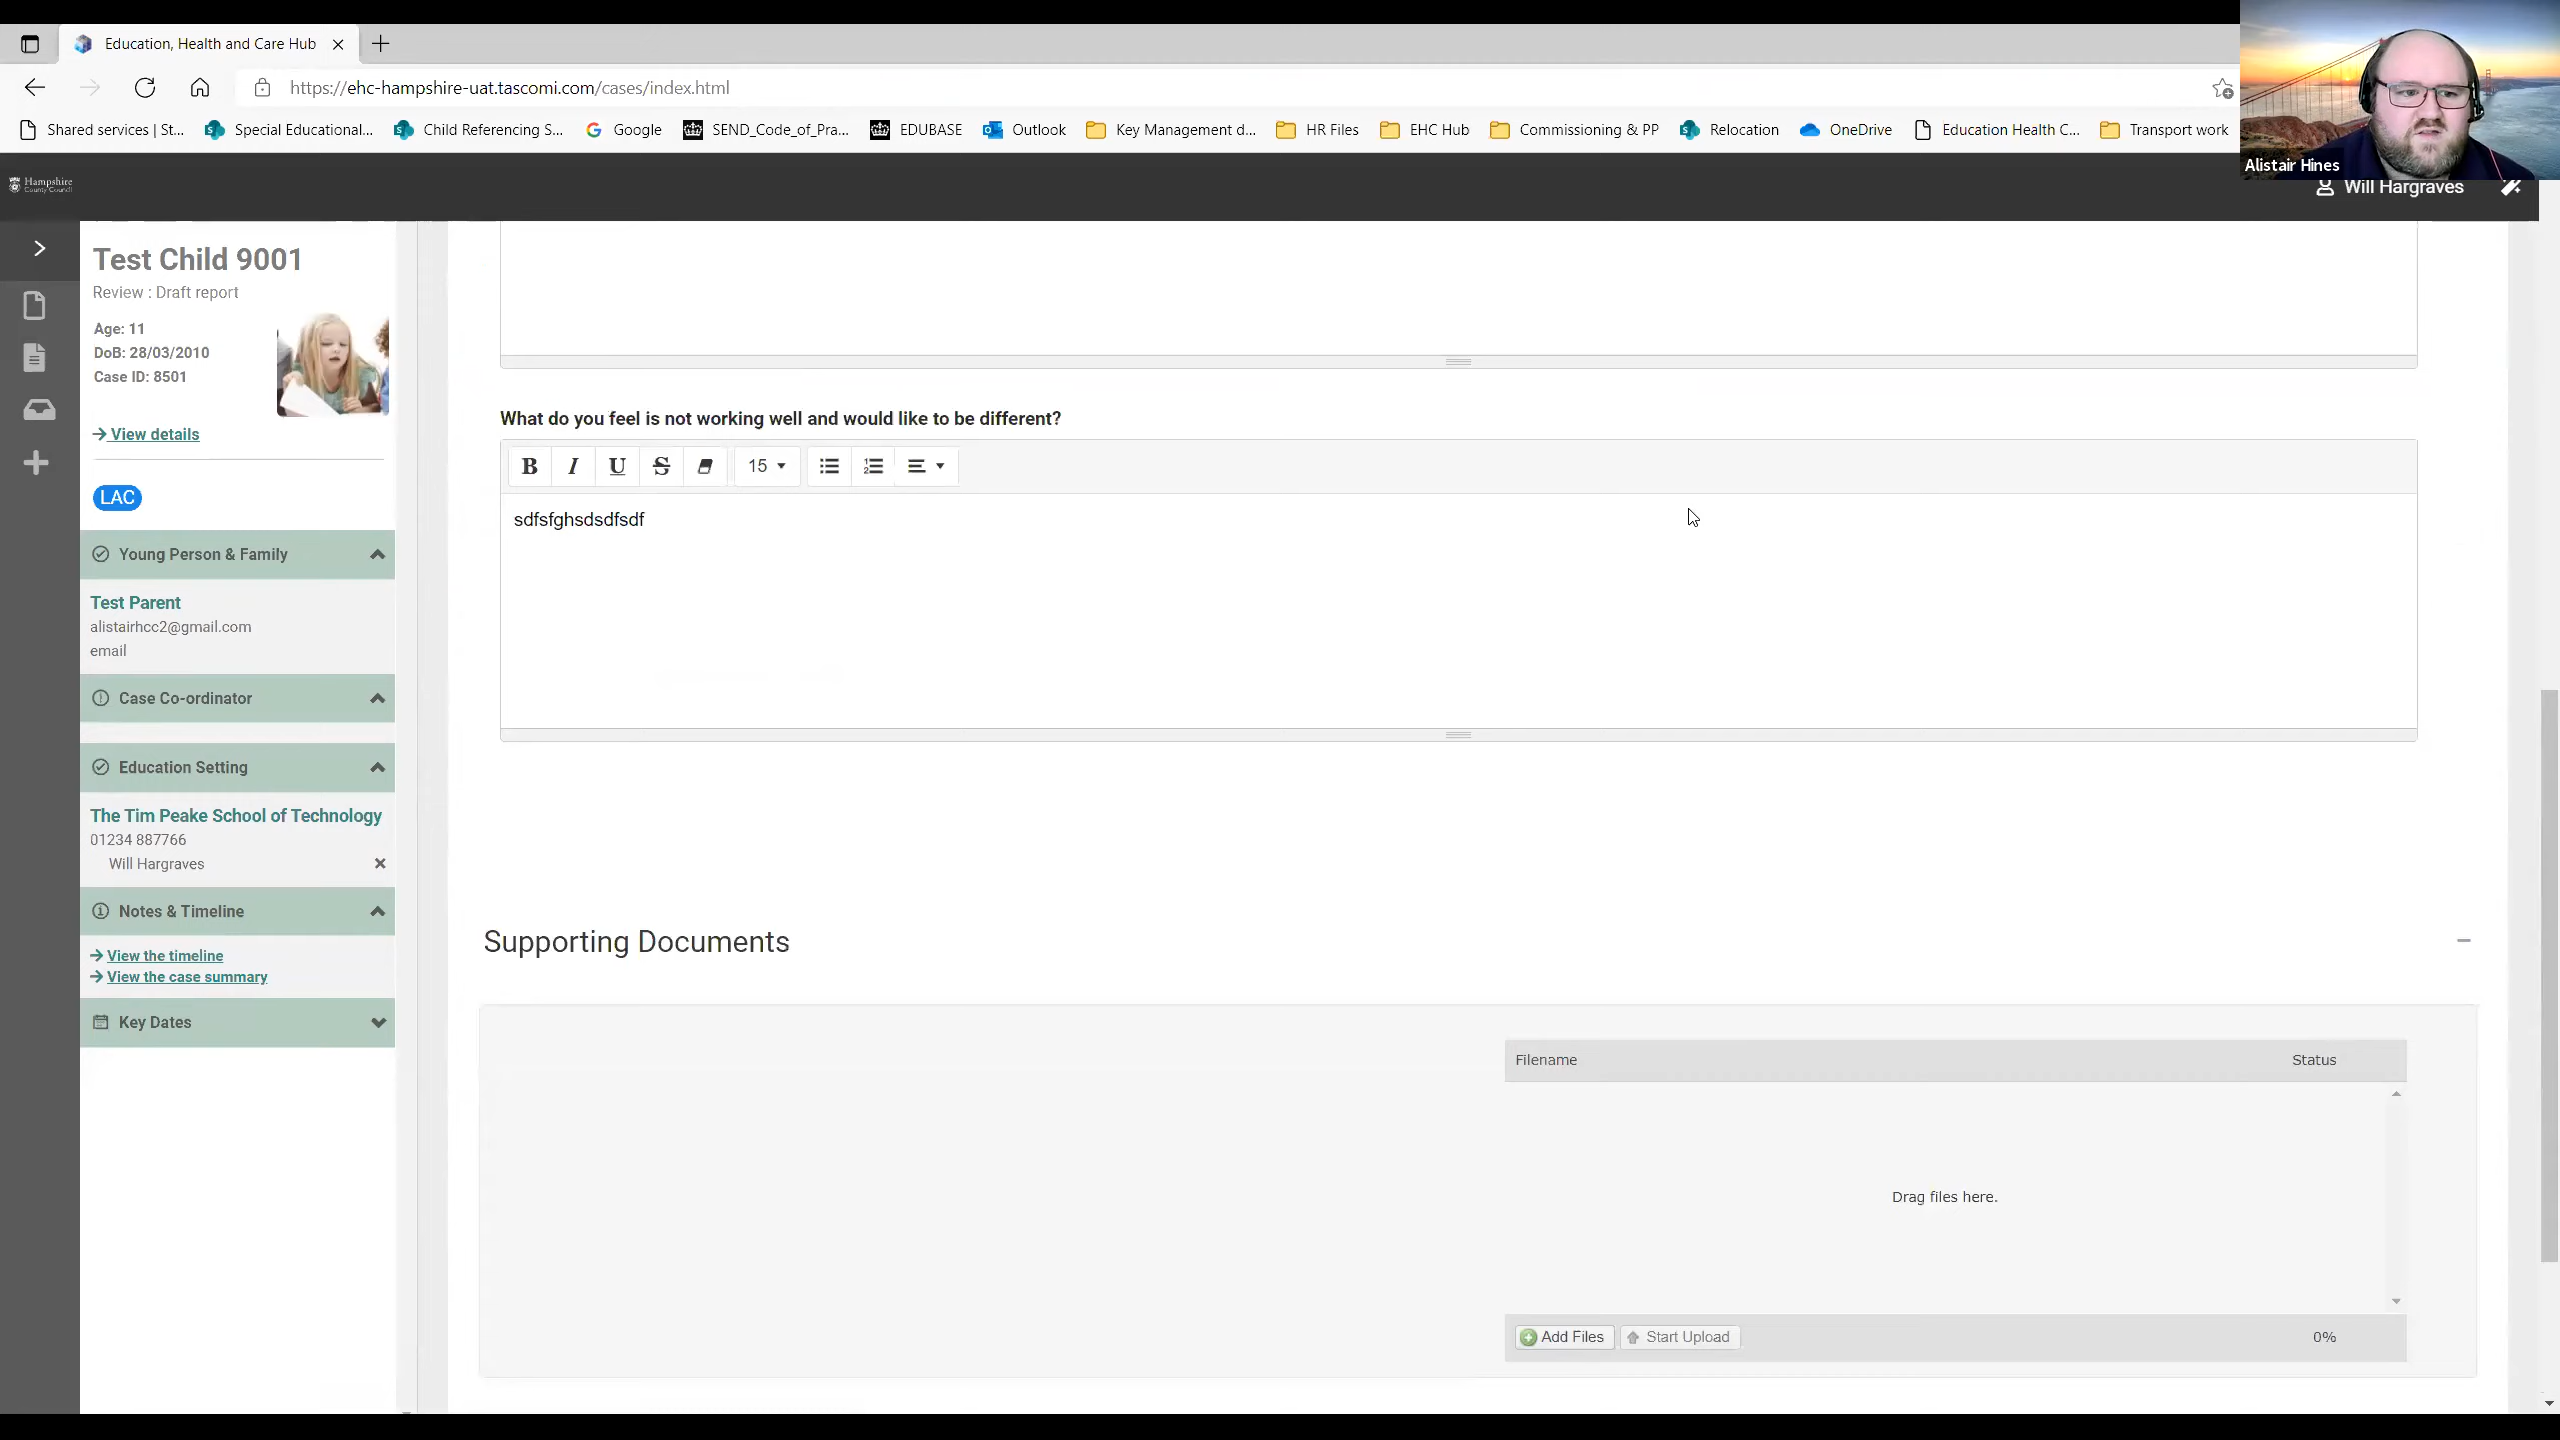 Education, Health and Care Hub
https://ehc-hampshire-uat.tascomi.com/cases/index.html
Shared services | St... Special Educational... Child Referencing S... Google SEND_Code_of_Pra... EDUBASE Outlook Key Management d... HR Files EHC Hub Commissioning & PP Relocation OneDrive Education Health C... Transport work
Alistair Hines
Hampshire
County Council
Will Hargraves
Test Child 9001
Review : Draft report
Age: 11
DoB: 28/03/2010
Case ID: 8501
View details
LAC
Young Person & Family
Test Parent
alistairhcc2@gmail.com
email
Case Co-ordinator
Education Setting
The Tim Peake School of Technology
01234 887766
Will Hargraves
Notes & Timeline
View the timeline
View the case summary
Key Dates
What do you feel is not working well and would like to be different?
B I U S 15
sdfsfghsdsdfsdf
Supporting Documents
Filename Status
Drag files here.
Add Files Start Upload 0%